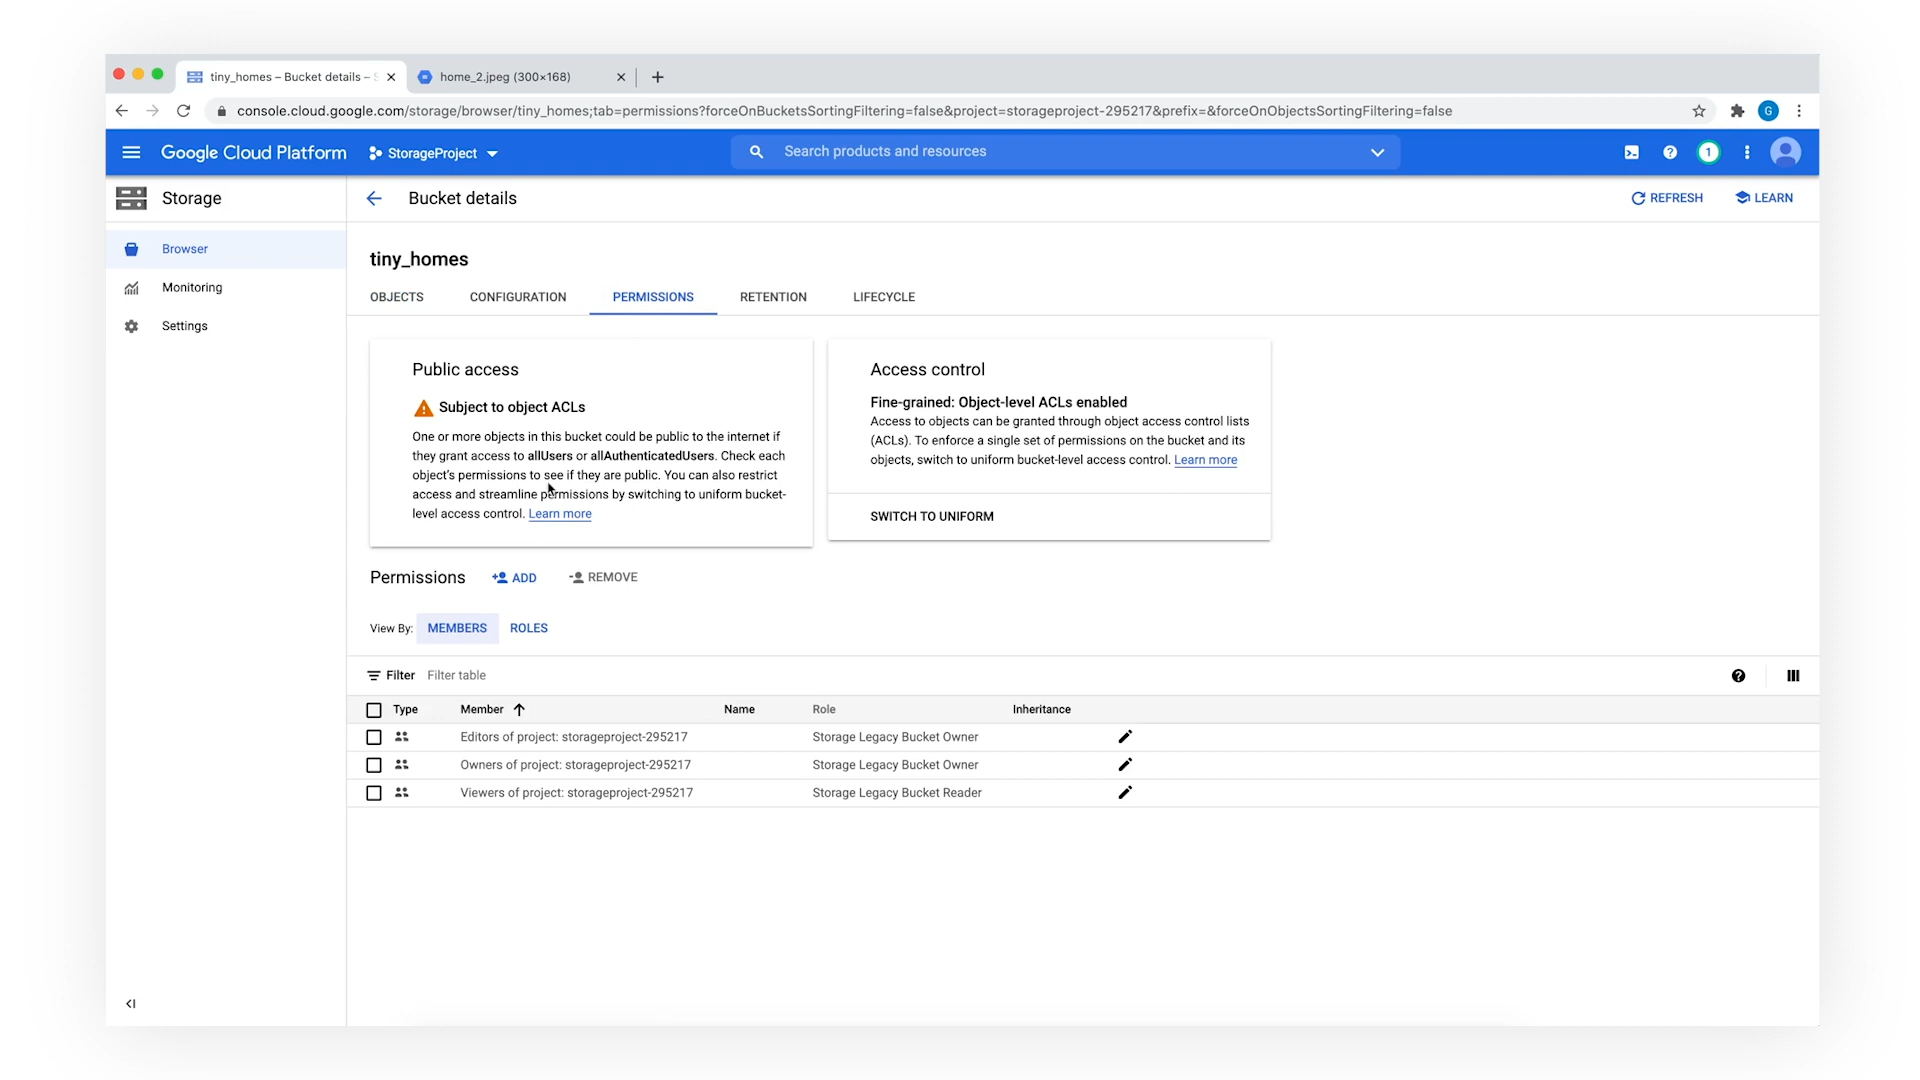 tiny_homes – Bucket details – S
home_2.jpeg (300×168)
console.cloud.google.com/storage/browser/tiny_homes;tab=permissions?forceOnBucketsSortingFiltering=false&project=storageproject-295217&prefix=&forceOnObjectsSortingFiltering=false
G
Google Cloud Platform
StorageProject
Search products and resources
1
Storage
Bucket details
REFRESH
LEARN
Browser
Monitoring
Settings
tiny_homes
OBJECTS
CONFIGURATION
PERMISSIONS
RETENTION
LIFECYCLE
Public access
Subject to object ACLs
One or more objects in this bucket could be public to the internet if
they grant access to allUsers or allAuthenticatedUsers. Check each
object's permissions to see if they are public. You can also restrict
access and streamline permissions by switching to uniform bucket-
level access control. Learn more
Access control
Fine-grained: Object-level ACLs enabled
Access to objects can be granted through object access control lists
(ACLs). To enforce a single set of permissions on the bucket and its
objects, switch to uniform bucket-level access control. Learn more
SWITCH TO UNIFORM
Permissions
ADD
REMOVE
View By:
MEMBERS
ROLES
Filter
Filter table
Type Member Name Role Inheritance
Editors of project: storageproject-295217 Storage Legacy Bucket Owner
Owners of project: storageproject-295217 Storage Legacy Bucket Owner
Viewers of project: storageproject-295217 Storage Legacy Bucket Reader